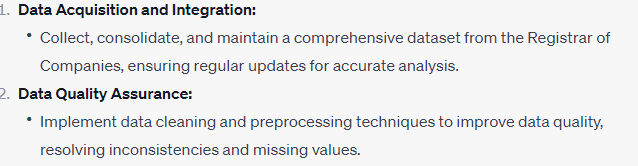 1. Data Acquisition and Integration:
• Collect, consolidate, and maintain a comprehensive dataset from the Registrar of
Companies, ensuring regular updates for accurate analysis.
2. Data Quality Assurance:
• Implement data cleaning and preprocessing techniques to improve data quality,
resolving inconsistencies and missing values.